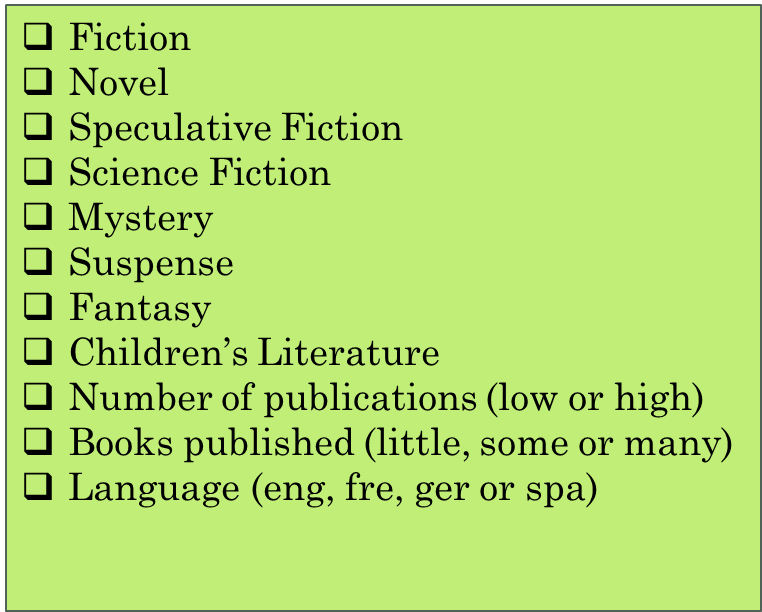 ❑ Fiction
❑ Novel
❑ Speculative Fiction
❑ Science Fiction
❑ Mystery
❑ Suspense
❑ Fantasy
❑ Children’s Literature
❑ Number of publications (low or high)
❑ Books published (little, some or many)
❑ Language (eng, fre, ger or spa)